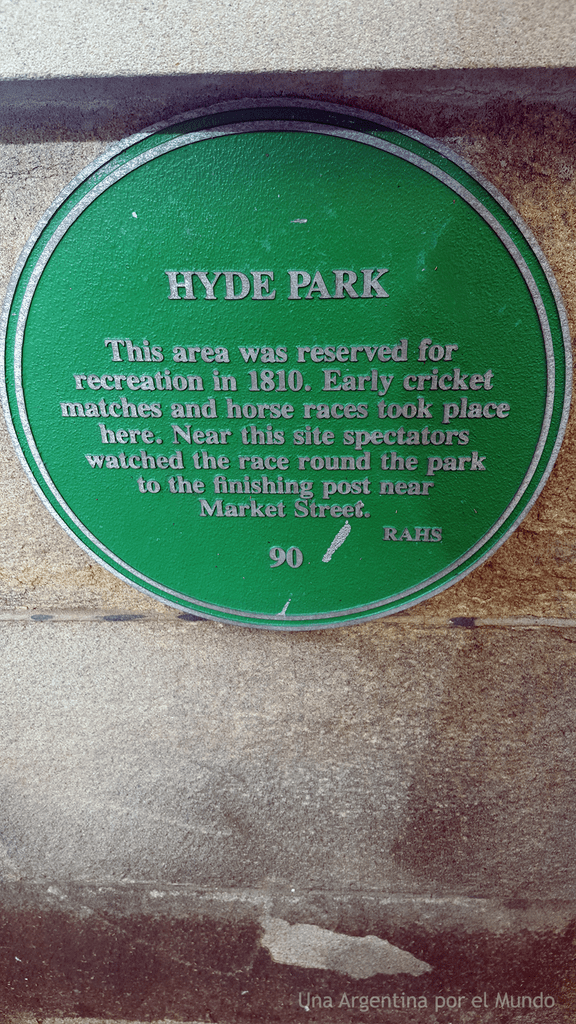 HYDE PARK
This area was reserved for
recreation in 1810. Early cricket
matches and horse races took place
here. Near this site spectators
watched the race round the park
to the finishing post near
Market Street.
RAHS
90
Una Argentina por el Mundo